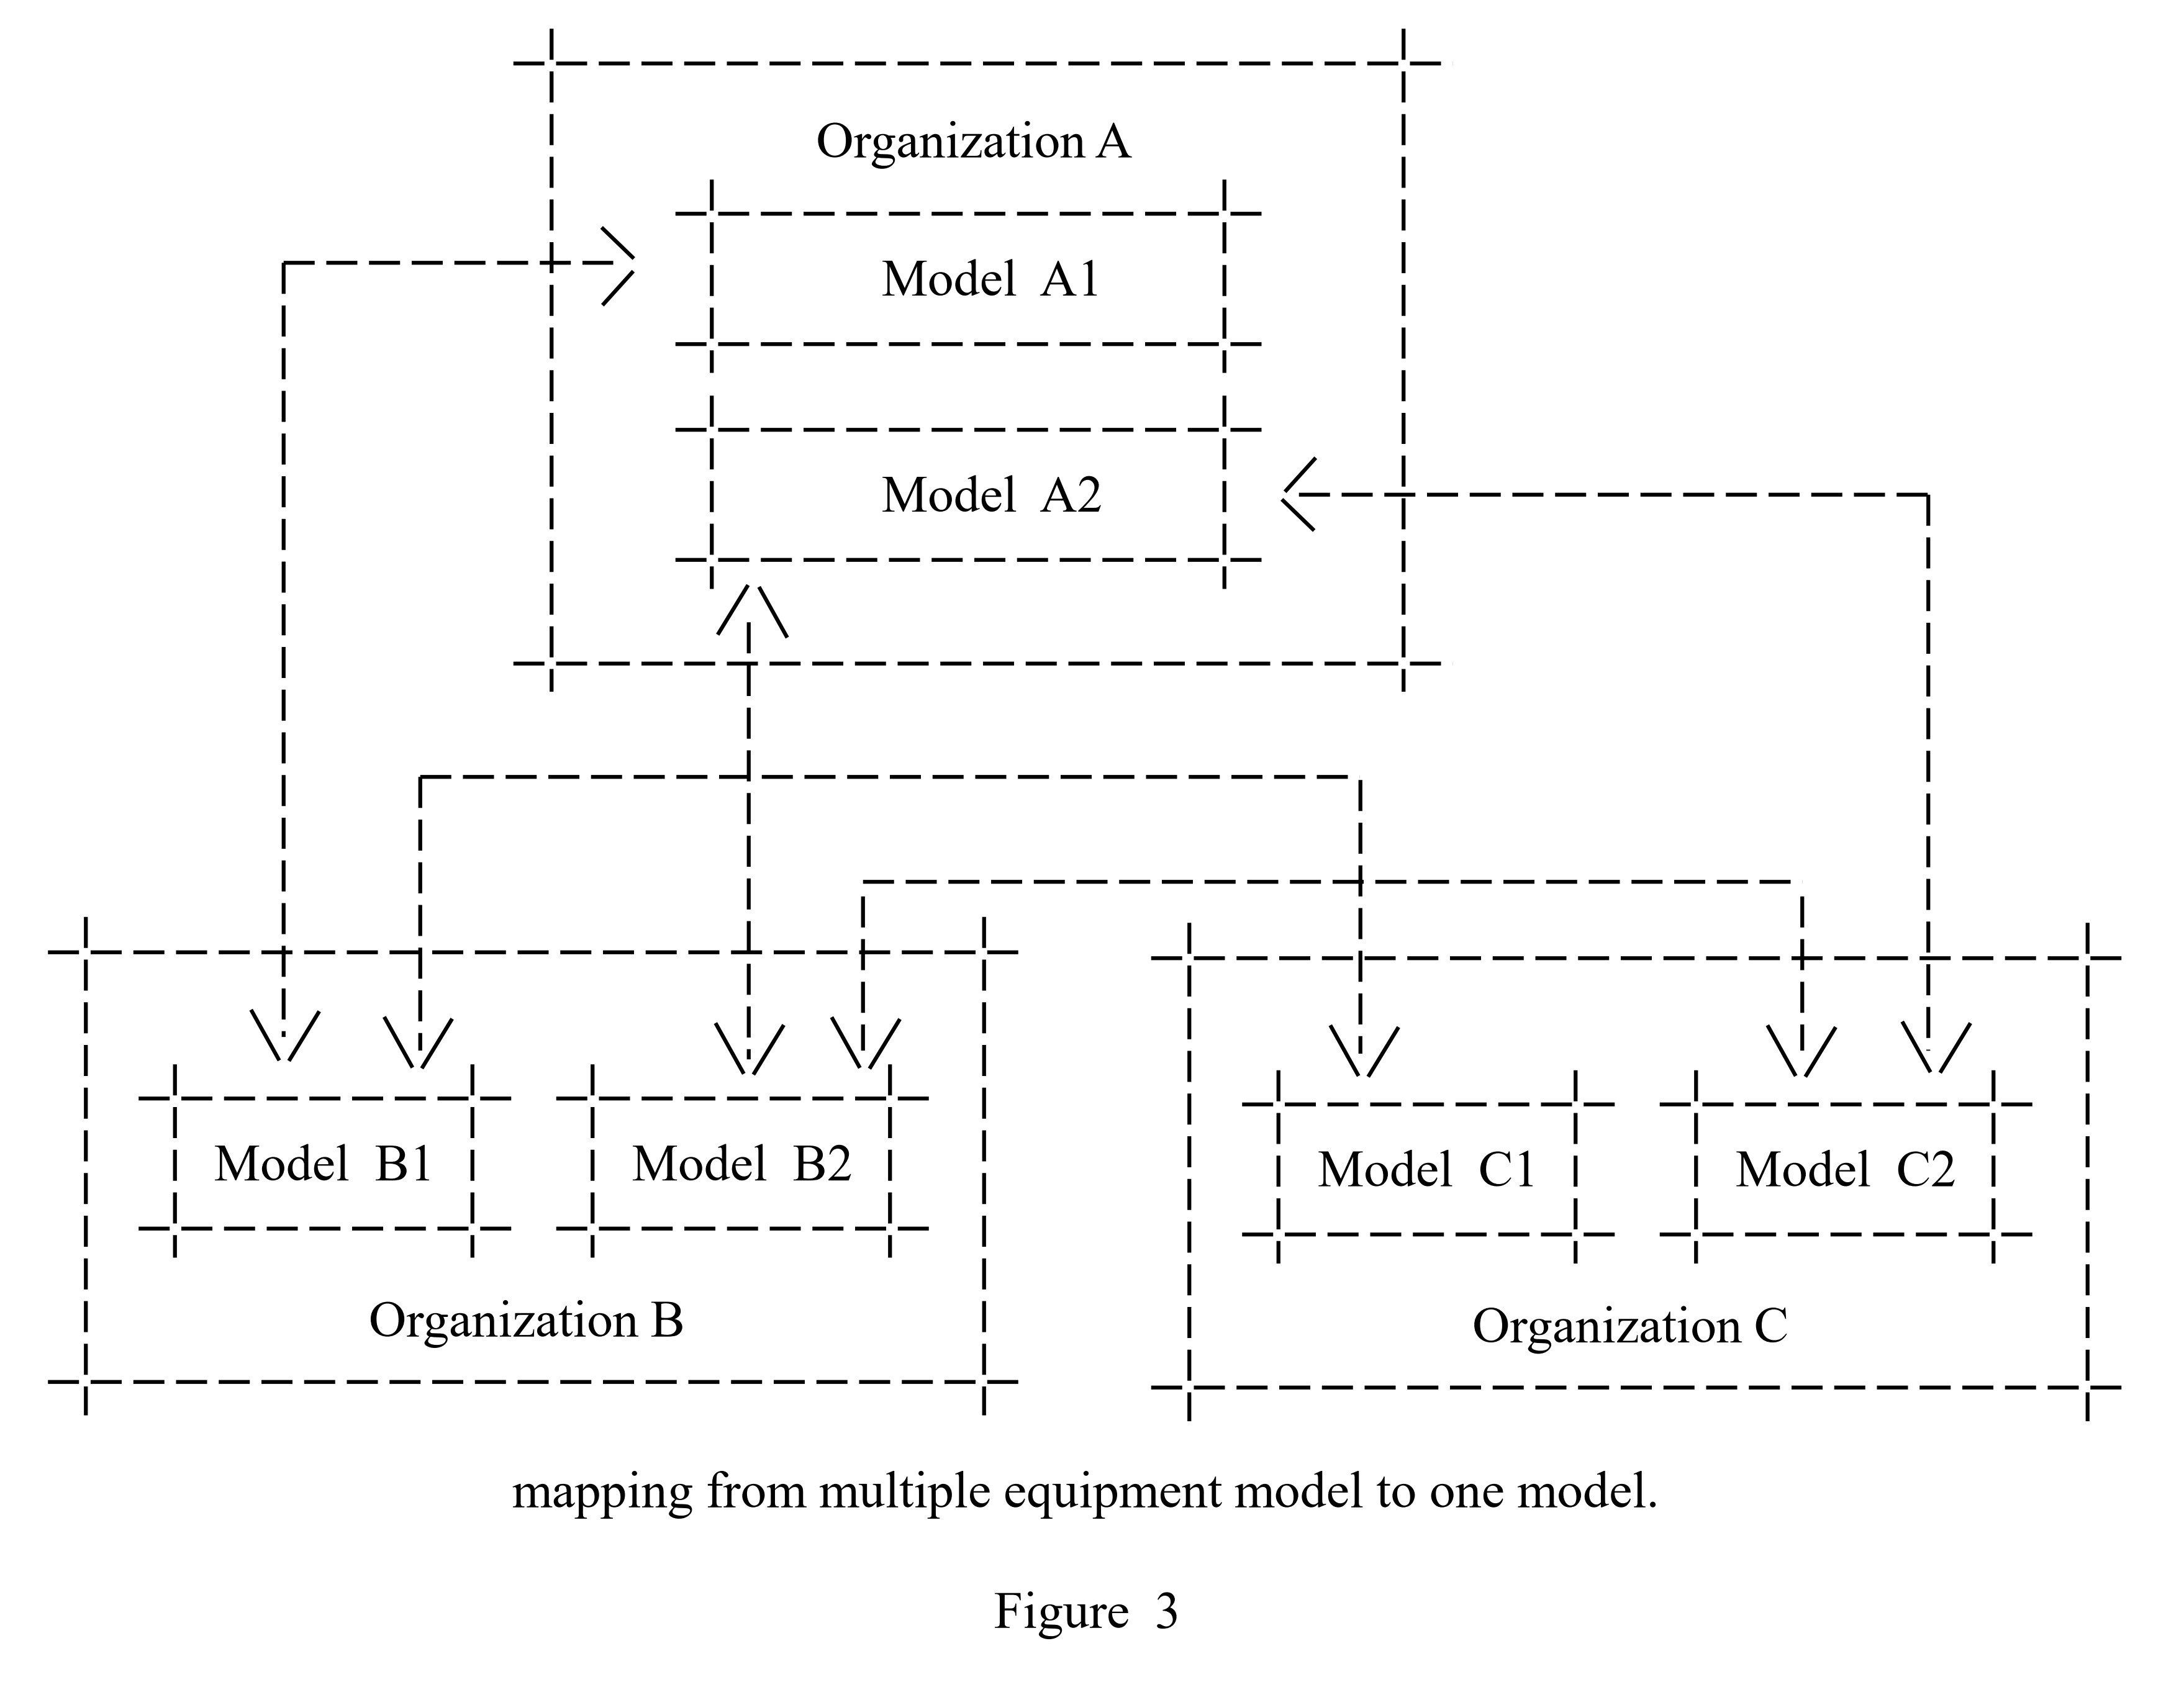 Organization A
Model A1
Model A2
Model B1
Model B2
Organization B
Model C1
Model C2
Organization C
mapping from multiple equipment model to one model.
Figure 3